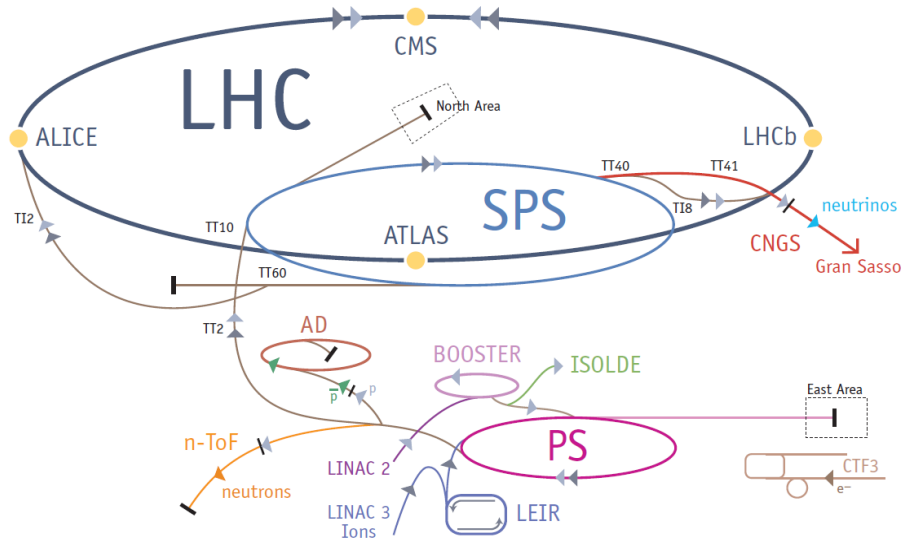 CMS
LHC
North Area
ALICE
LHCb
TT40
TT41
SPS
TI8
neutrinos
TI2
TT10
ATLAS
CNGS
Gran Sasso
TT60
TT2
AD
BOOSTER
ISOLDE
p̅
p
East Area
n-ToF
PS
LINAC 2
CTF3
neutrons
e⁻
LINAC 3
Ions
LEIR